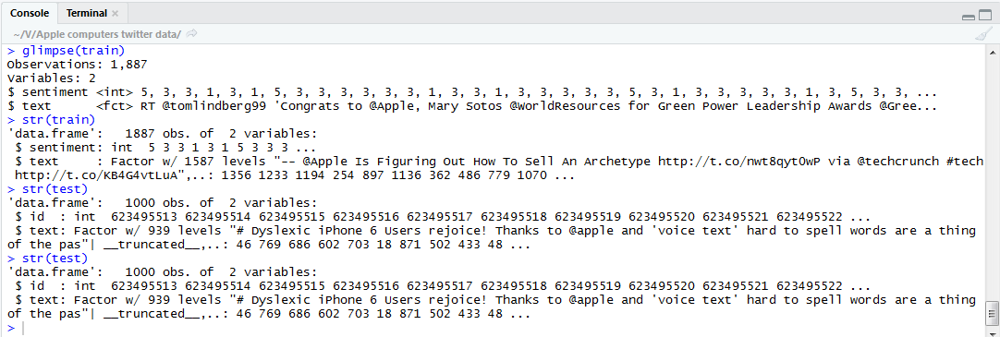 Console Terminal ×
~/V/Apple computers twitter data/
> glimpse(train)
Observations: 1,887
Variables: 2
$ sentiment <int> 5, 3, 3, 1, 3, 1, 5, 3, 3, 3, 3, 3, 3, 1, 3, 3, 1, 3, 3, 3, 3, 3, 5, 3, 1, 3, 3, 3, 3, 3, 1, 3, 5, 3, 3, ...
$ text <fct> RT @tomlindberg99 'Congrats to @Apple, Mary Sotos @WorldResources for Green Power Leadership Awards @Gree...
> str(train)
'data.frame': 1887 obs. of 2 variables:
$ sentiment: int 5 3 3 1 3 1 5 3 3 3 ...
$ text : Factor w/ 1587 levels "-- @Apple Is Figuring Out How To Sell An Archetype http://t.co/nwt8qytOwP via @techcrunch #tech
http://t.co/KB4G4vtLuA",..: 1356 1233 1194 254 897 1136 362 486 779 1070 ...
> str(test)
'data.frame': 1000 obs. of 2 variables:
$ id : int 623495513 623495514 623495515 623495516 623495517 623495518 623495519 623495520 623495521 623495522 ...
$ text: Factor w/ 939 levels "# Dyslexic iPhone 6 Users rejoice! Thanks to @apple and 'voice text' hard to spell words are a thing
of the pas"| __truncated__,..: 46 769 686 602 703 18 871 502 433 48 ...
> str(test)
'data.frame': 1000 obs. of 2 variables:
$ id : int 623495513 623495514 623495515 623495516 623495517 623495518 623495519 623495520 623495521 623495522 ...
$ text: Factor w/ 939 levels "# Dyslexic iPhone 6 Users rejoice! Thanks to @apple and 'voice text' hard to spell words are a thing
of the pas"| __truncated__,..: 46 769 686 602 703 18 871 502 433 48 ...
>